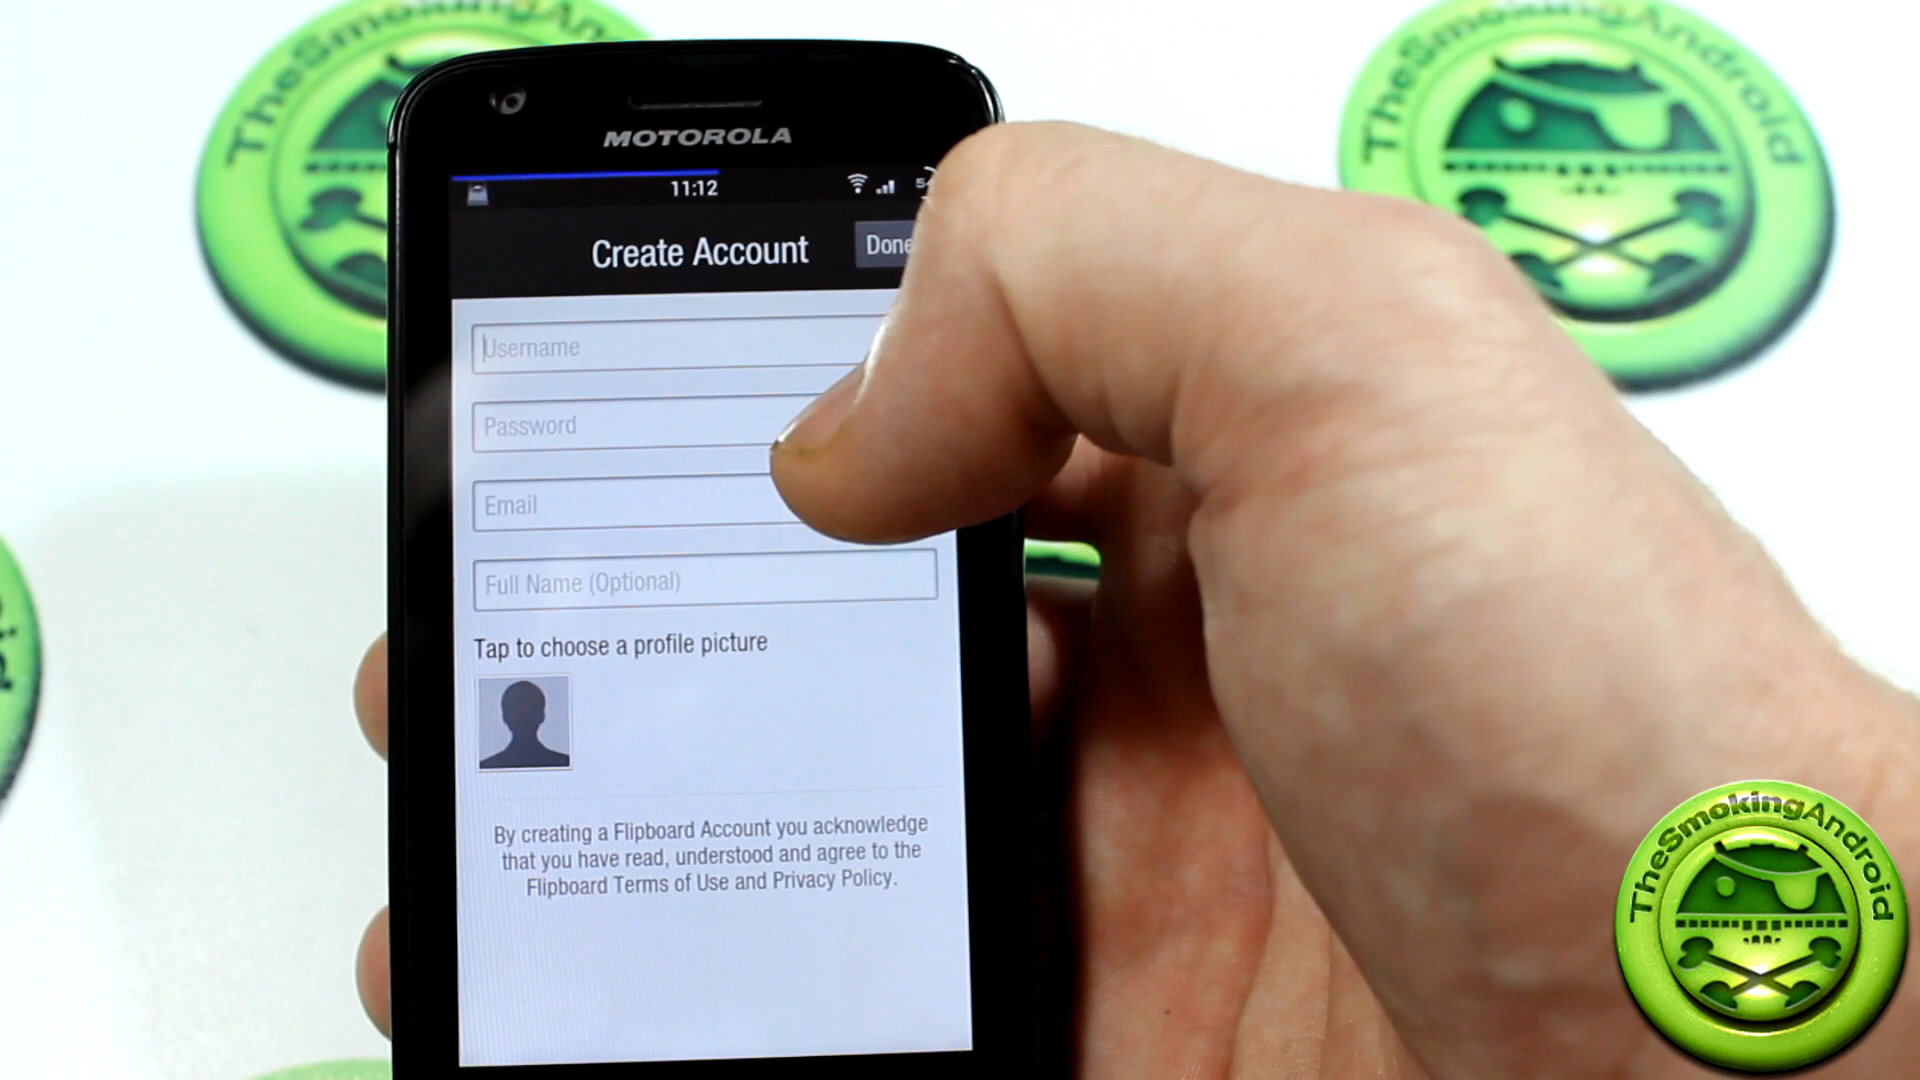 TheSmokingAn
TheSmokingAndroid
MOTOROLA
11:12
Create Account
Done
Username
Password
Email
Full Name (Optional)
Tap to choose a profile picture
By creating a Flipboard Account you acknowledge
that you have read, understood and agree to the
Flipboard Terms of Use and Privacy Policy.
TheSmokingAndroid